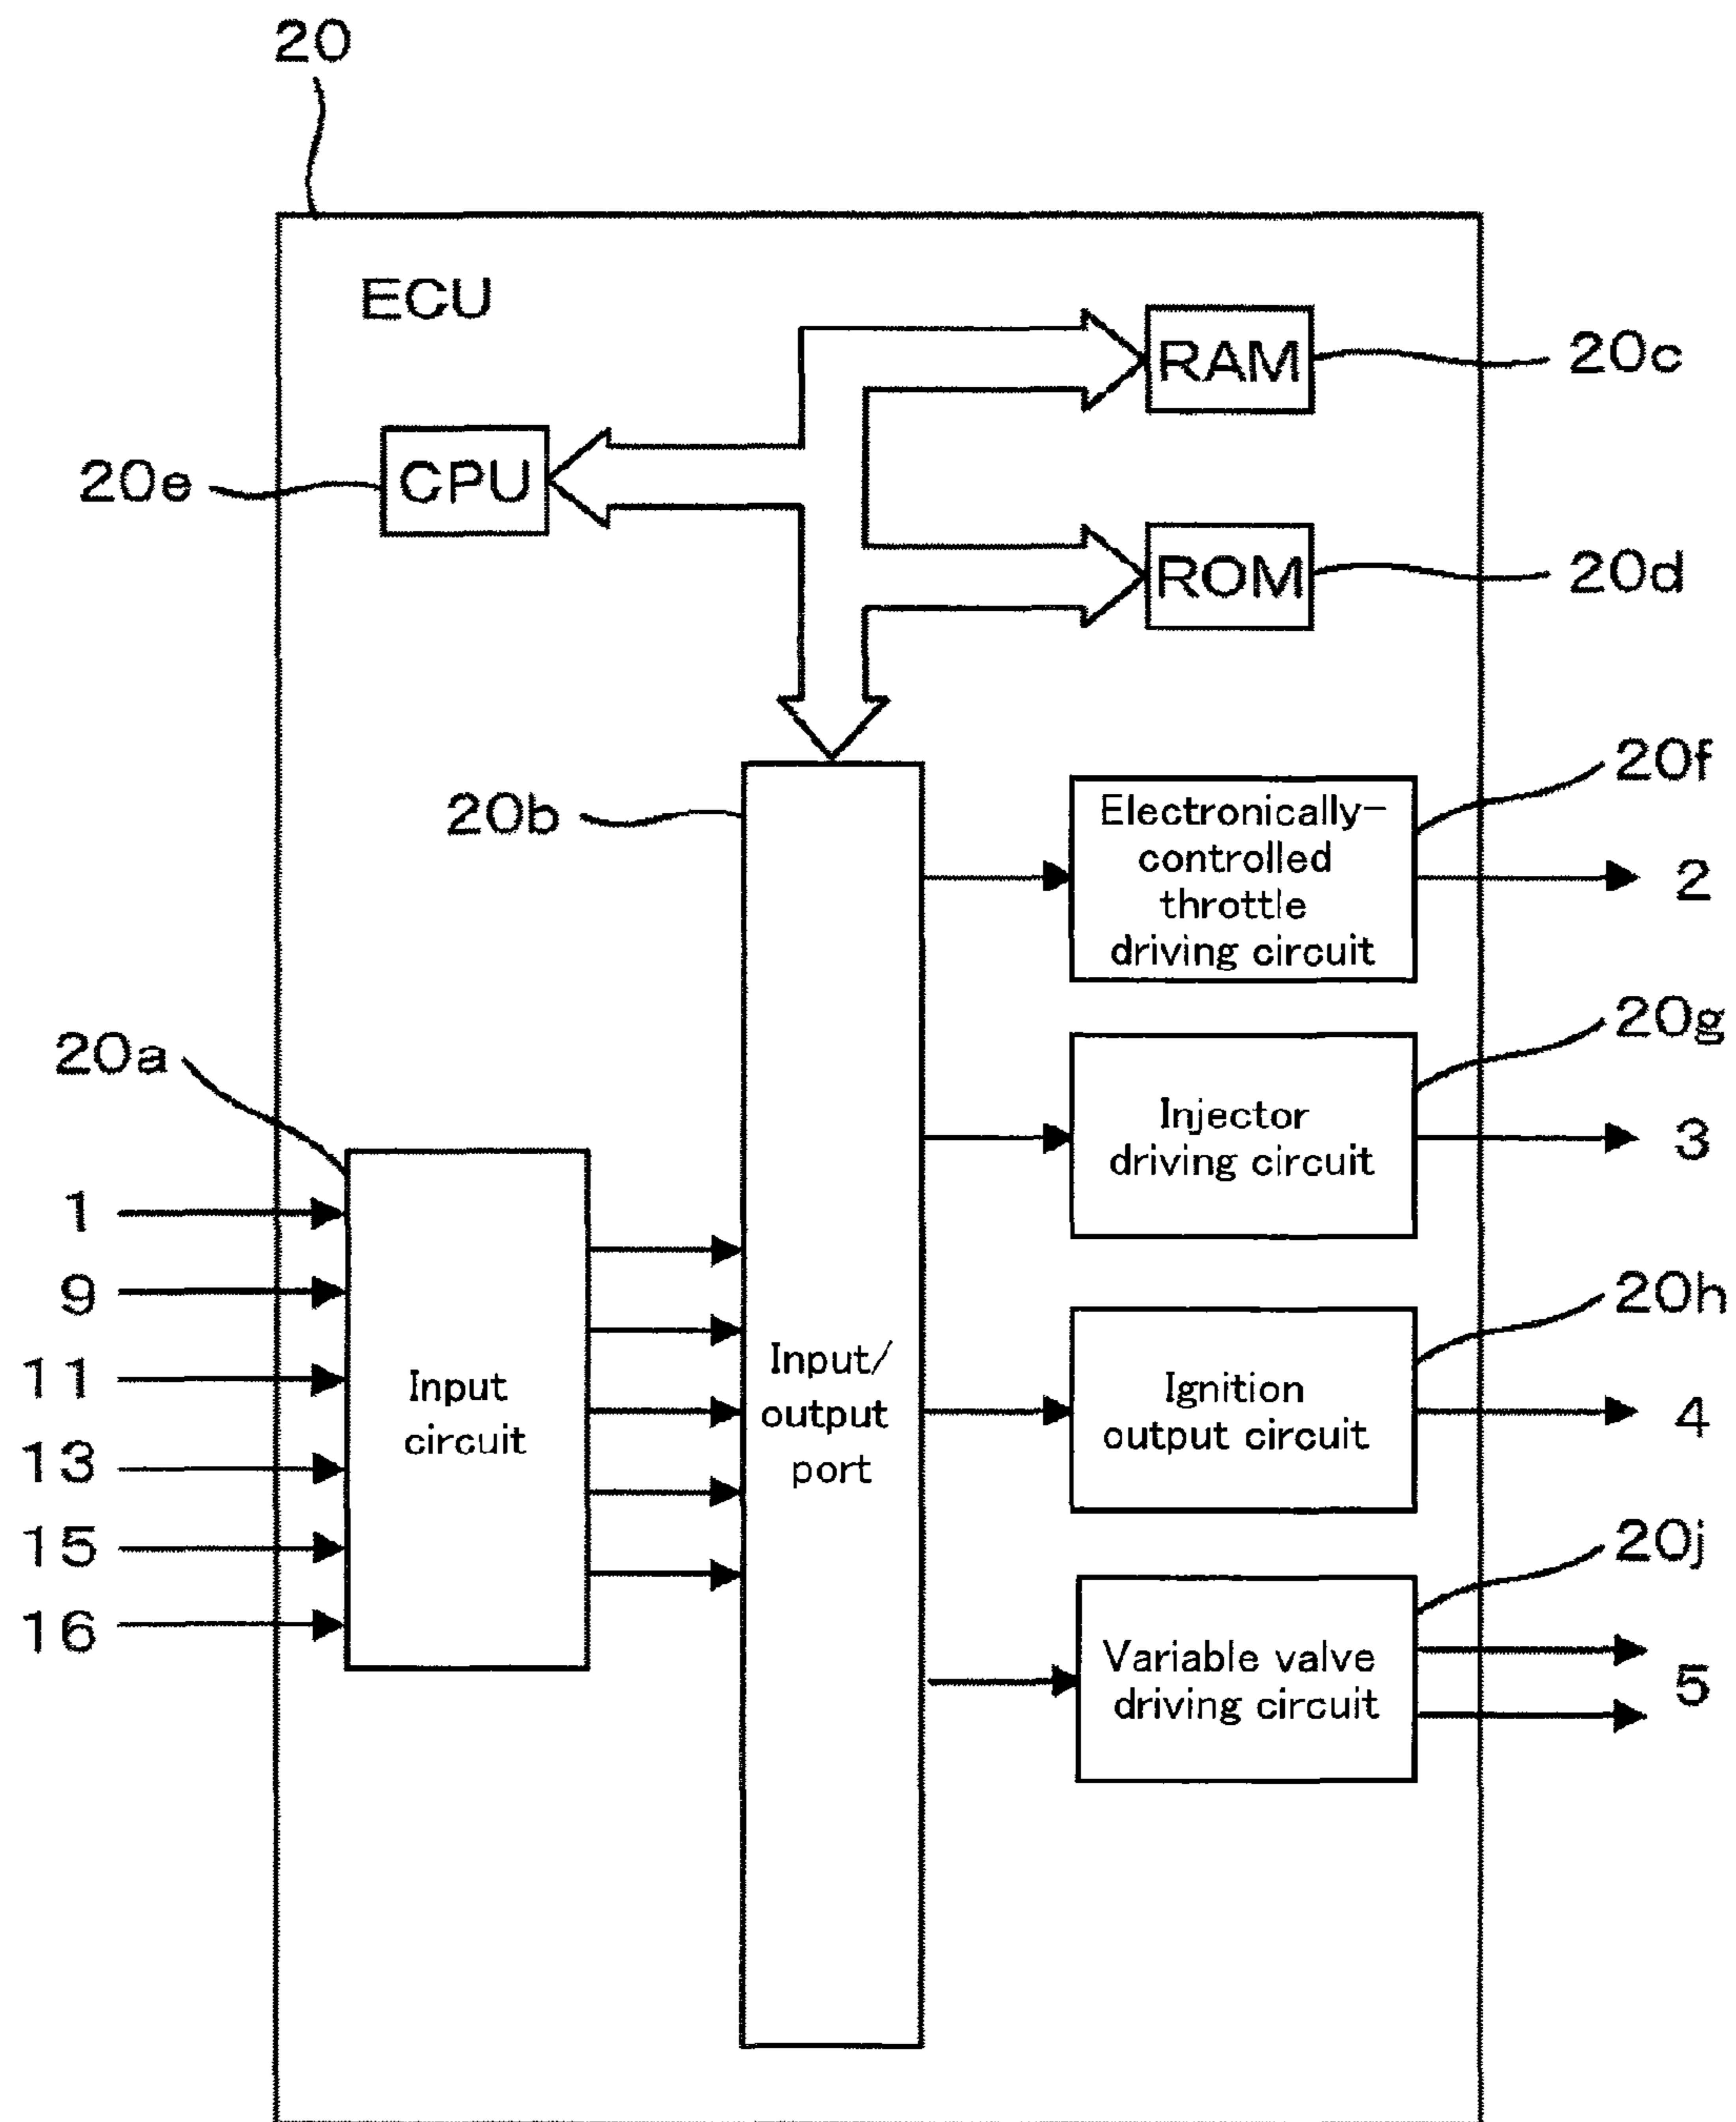 20
ECU
RAM
20c
20e
CPU
ROM
20d
20b
20f
Electronically-
controlled
throttle
driving circuit
2
20g
Injector
driving circuit
3
20a
1
9
11
13
15
16
Input
circuit
Input/
output
port
20h
Ignition
output circuit
4
20j
Variable valve
driving circuit
5